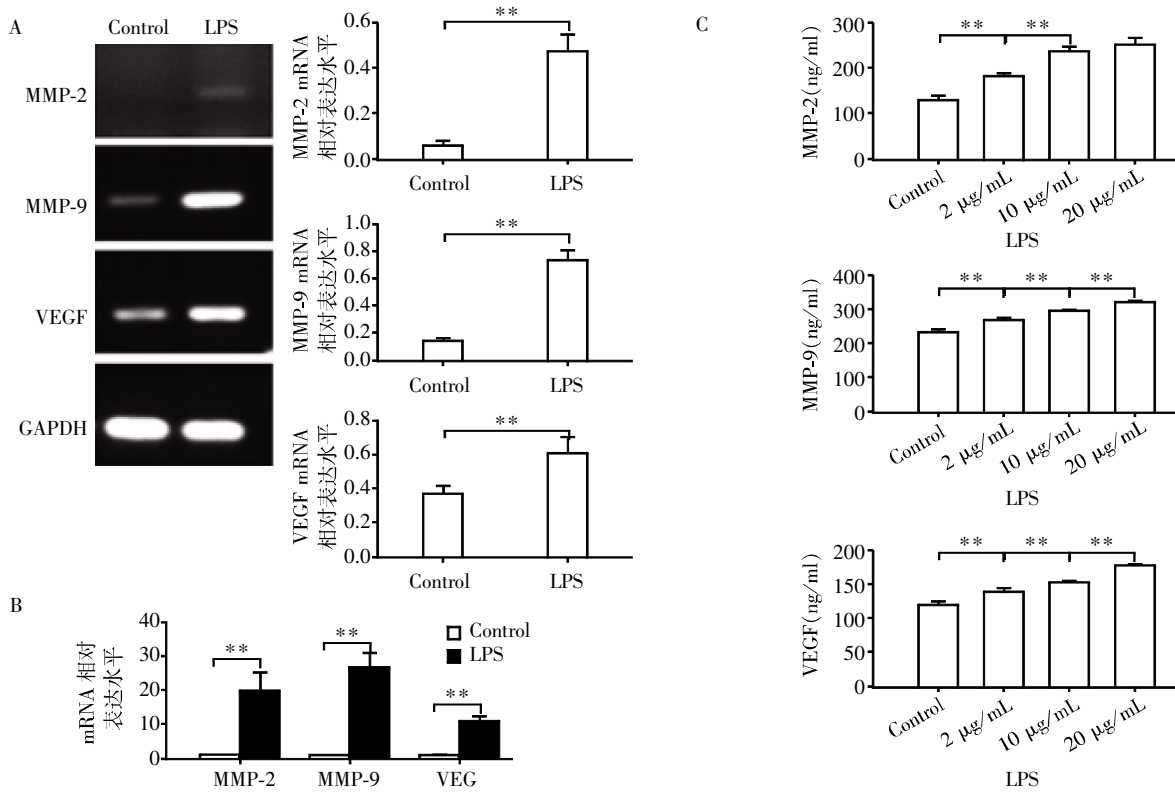 A
Control LPS
MMP-2
MMP-9
VEGF
GAPDH
MMP-2 mRNA
相对表达水平
0.6
0.4
0.2
0.0
**
Control LPS
MMP-9 mRNA
相对表达水平
1.0
0.8
0.6
0.4
0.2
0.0
**
Control LPS
VEGF mRNA
相对表达水平
0.8
0.6
0.4
0.2
0.0
**
Control LPS
B
mRNA 相对
表达水平
40
30
20
10
0
** ** **
Control
LPS
MMP-2 MMP-9 VEG
C
MMP-2(ng/ml)
300
200
100
0
** **
Control 2 μg/mL 10 μg/mL 20 μg/mL
LPS
MMP-9(ng/ml)
400
300
200
100
0
** ** **
Control 2 μg/mL 10 μg/mL 20 μg/mL
LPS
VEGF(ng/ml)
200
150
100
50
0
** ** **
Control 2 μg/mL 10 μg/mL 20 μg/mL
LPS